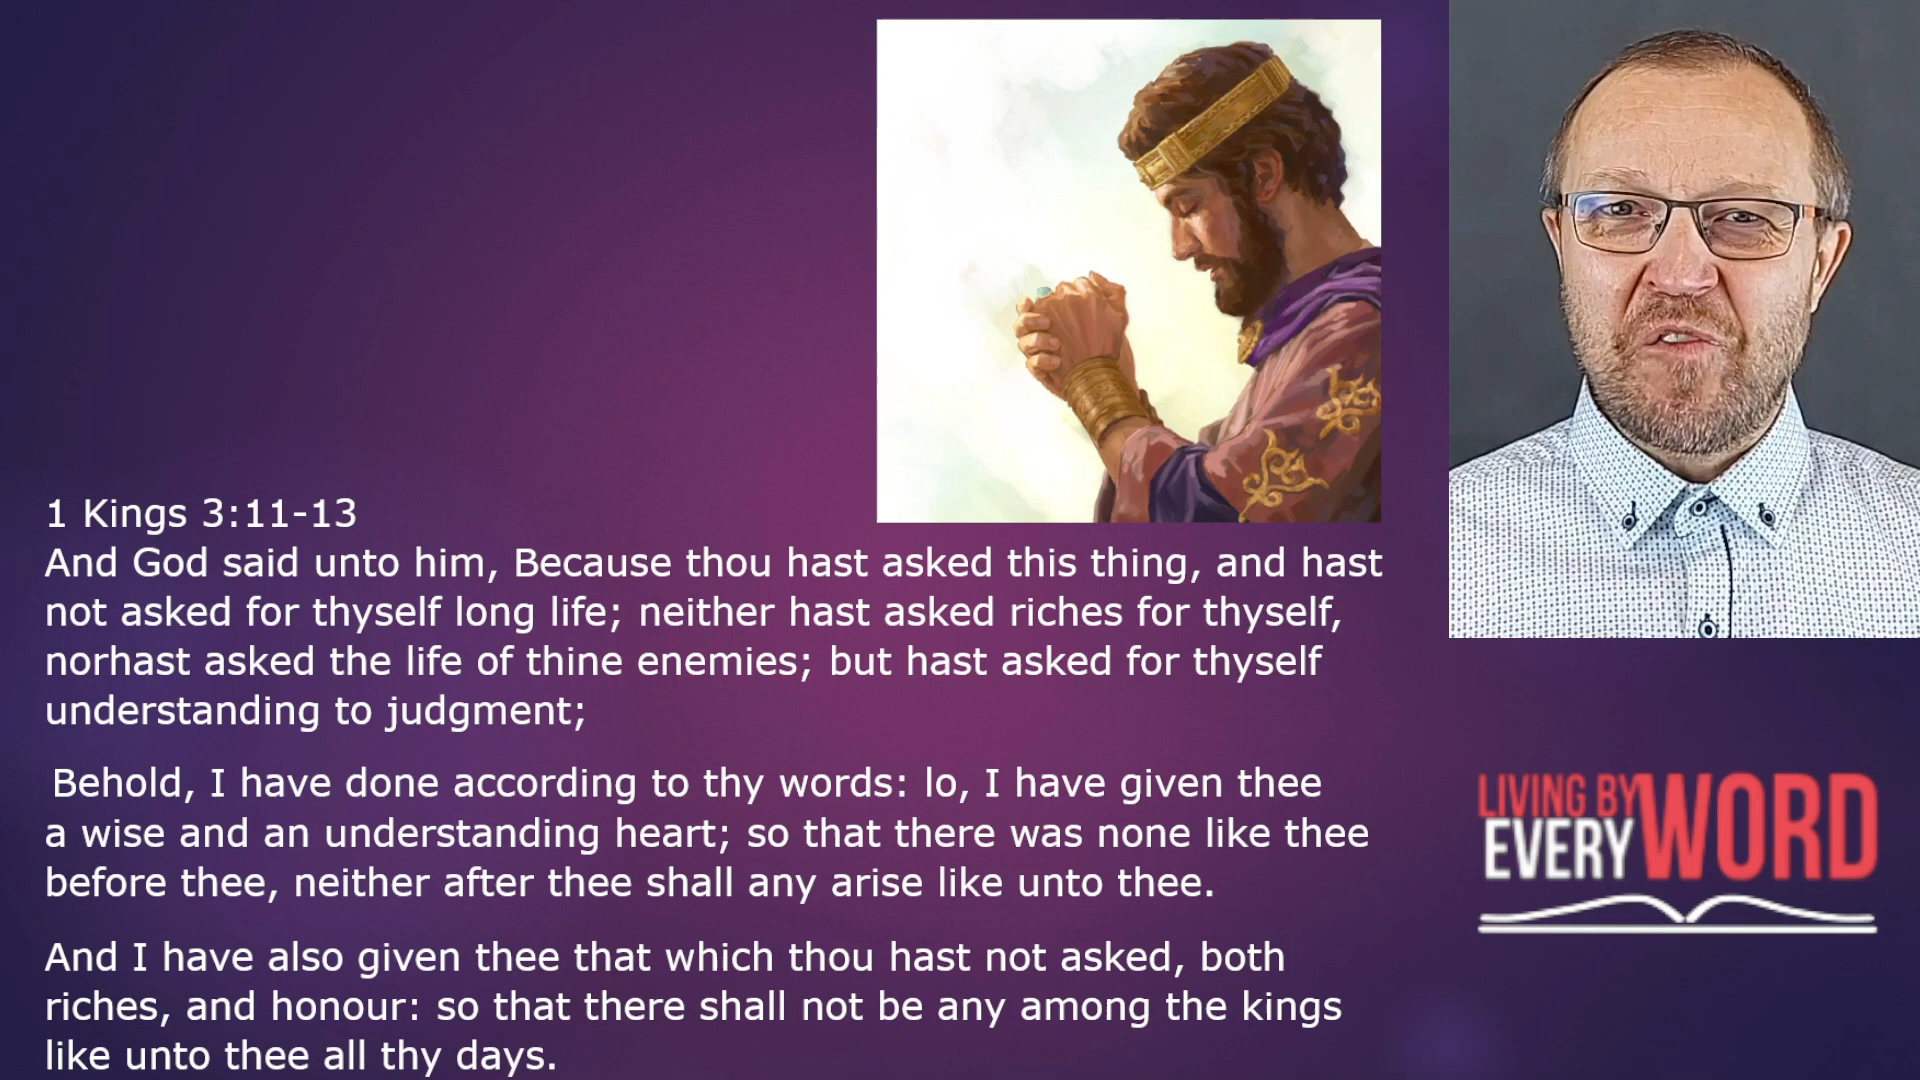 1 Kings 3:11-13
And God said unto him, Because thou hast asked this thing, and hast
not asked for thyself long life; neither hast asked riches for thyself,
norhast asked the life of thine enemies; but hast asked for thyself
understanding to judgment;
Behold, I have done according to thy words: lo, I have given thee
a wise and an understanding heart; so that there was none like thee
before thee, neither after thee shall any arise like unto thee.
And I have also given thee that which thou hast not asked, both
riches, and honour: so that there shall not be any among the kings
like unto thee all thy days.
LIVING BY
EVERY WORD